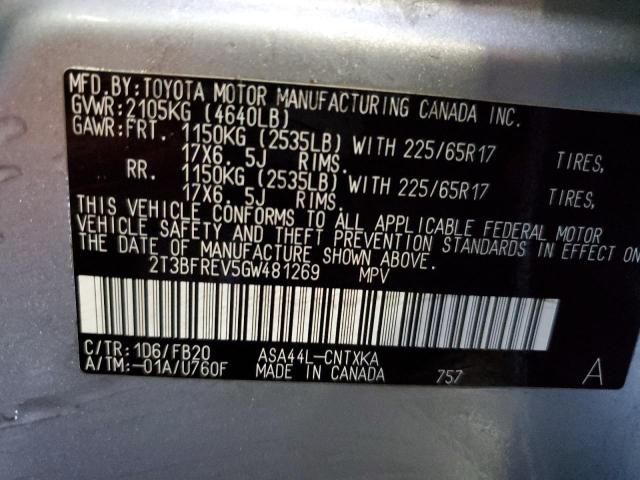 MFD.BY:TOYOTA MOTOR MANUFACTURING CANADA INC.
GVWR:2105KG (4640LB)
GAWR:FRT. 1150KG (2535LB) WITH 225/65R17 TIRES,
17X6. 5J RIMS.
RR. 1150KG (2535LB) WITH 225/65R17 TIRES,
17X6. 5J RIMS.
THIS VEHICLE CONFORMS TO ALL APPLICABLE FEDERAL MOTOR
VEHICLE SAFETY AND THEFT PREVENTION STANDARDS IN EFFECT ON
THE DATE OF MANUFACTURE SHOWN ABOVE.
2T3BFREV5GW481269 MPV
C/TR: 1D6/FB20 ASA44L-CNTXKA
A/TM:-01A/U760F MADE IN CANADA 757 A